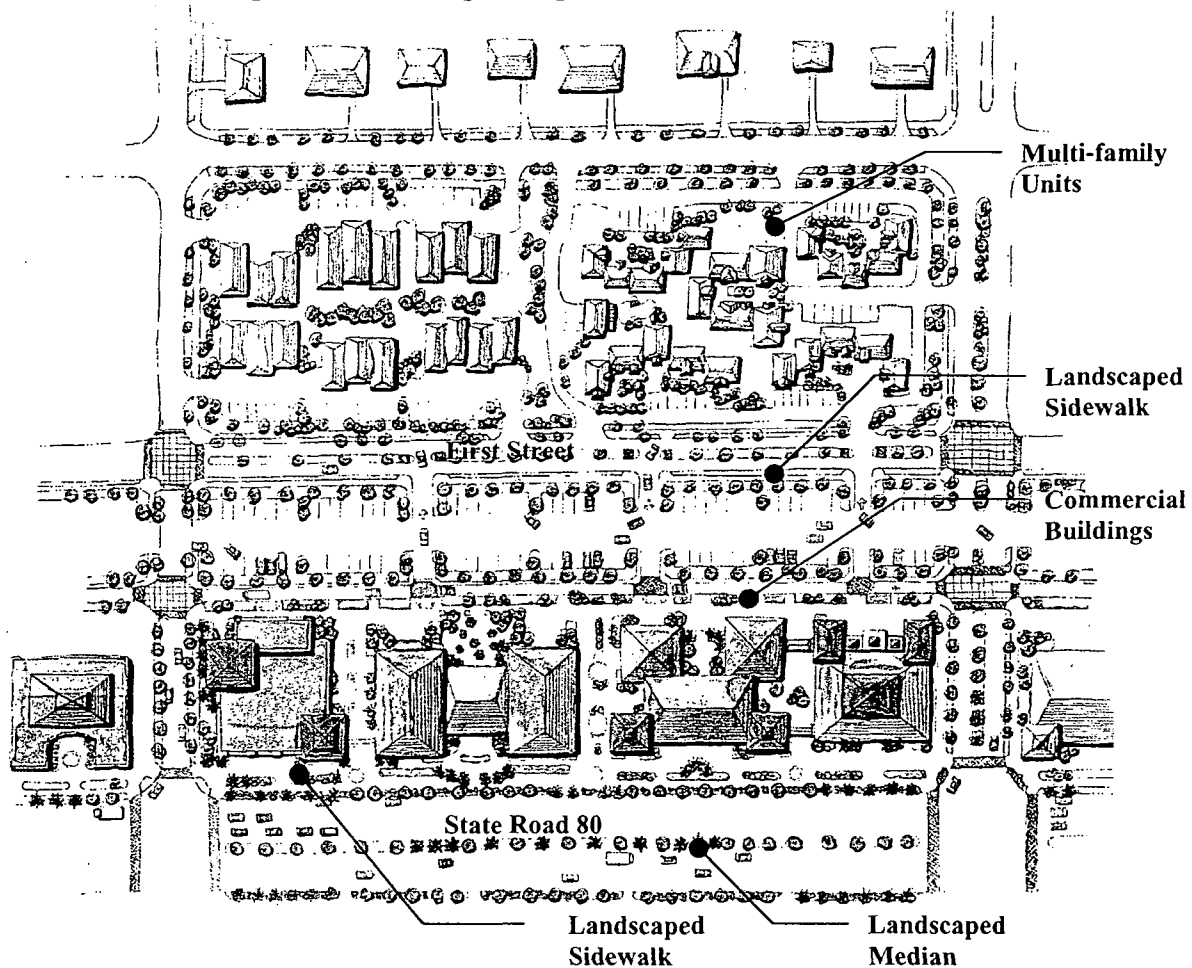 Multi-family
Units
Landscaped
Sidewalk
First Street
Commercial
Buildings
State Road 80
Landscaped
Sidewalk
Landscaped
Median